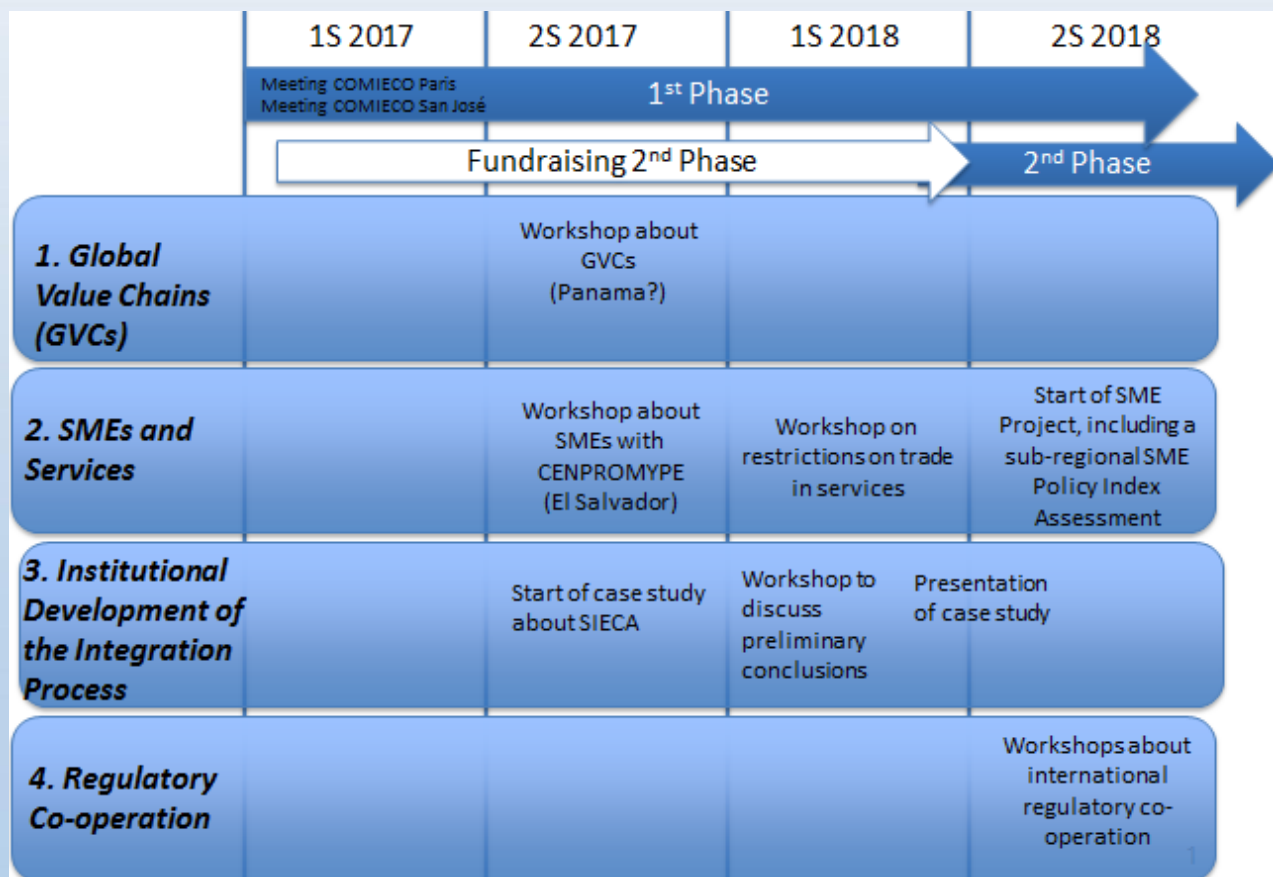 1S 2017
2S 2017
1S 2018
2S 2018
Meeting COMIECO Paris
Meeting COMIECO San José
1st Phase
Fundraising 2nd Phase
2nd Phase
1. Global
Value Chains
(GVCs)
Workshop about
GVCs
(Panama?)
2. SMEs and
Services
Workshop about
SMEs with
CENPROMYPE
(El Salvador)
Workshop on
restrictions on trade
in services
Start of SME
Project, including a
sub-regional SME
Policy Index
Assessment
3. Institutional
Development of
the Integration
Process
Start of case study
about SIECA
Workshop to
discuss
preliminary
conclusions
Presentation
of case study
4. Regulatory
Co-operation
Workshops about
international
regulatory co-
operation
1